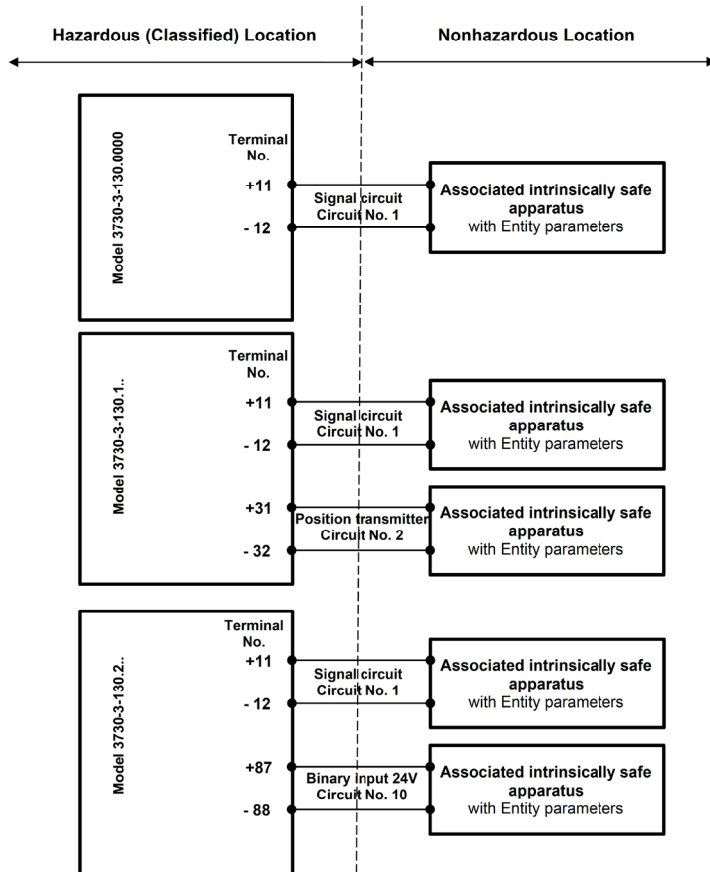 Hazardous (Classified) Location
Nonhazardous Location
Model 3730-3-130.0000
Terminal
No.
+11
- 12
Signal circuit
Circuit No. 1
Associated intrinsically safe
apparatus
with Entity parameters
Model 3730-3-130.1..
Terminal
No.
+11
- 12
Signal circuit
Circuit No. 1
Associated intrinsically safe
apparatus
with Entity parameters
+31
- 32
Position transmitter
Circuit No. 2
Associated intrinsically safe
apparatus
with Entity parameters
Model 3730-3-130.2..
Terminal
No.
+11
- 12
Signal circuit
Circuit No. 1
Associated intrinsically safe
apparatus
with Entity parameters
+87
- 88
Binary input 24V
Circuit No. 10
Associated intrinsically safe
apparatus
with Entity parameters